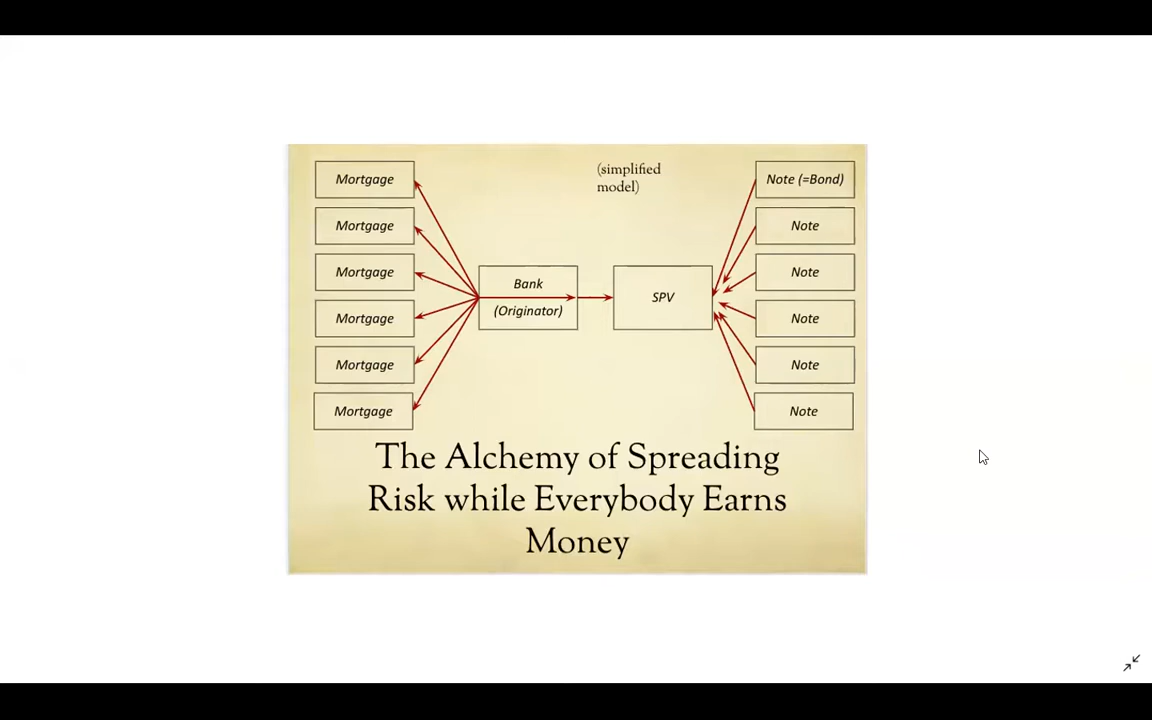 Mortgage
Mortgage
Mortgage
Mortgage
Mortgage
Mortgage
Bank
(Originator)
(simplified
model)
SPV
Note (=Bond)
Note
Note
Note
Note
Note
The Alchemy of Spreading
Risk while Everybody Earns
Money